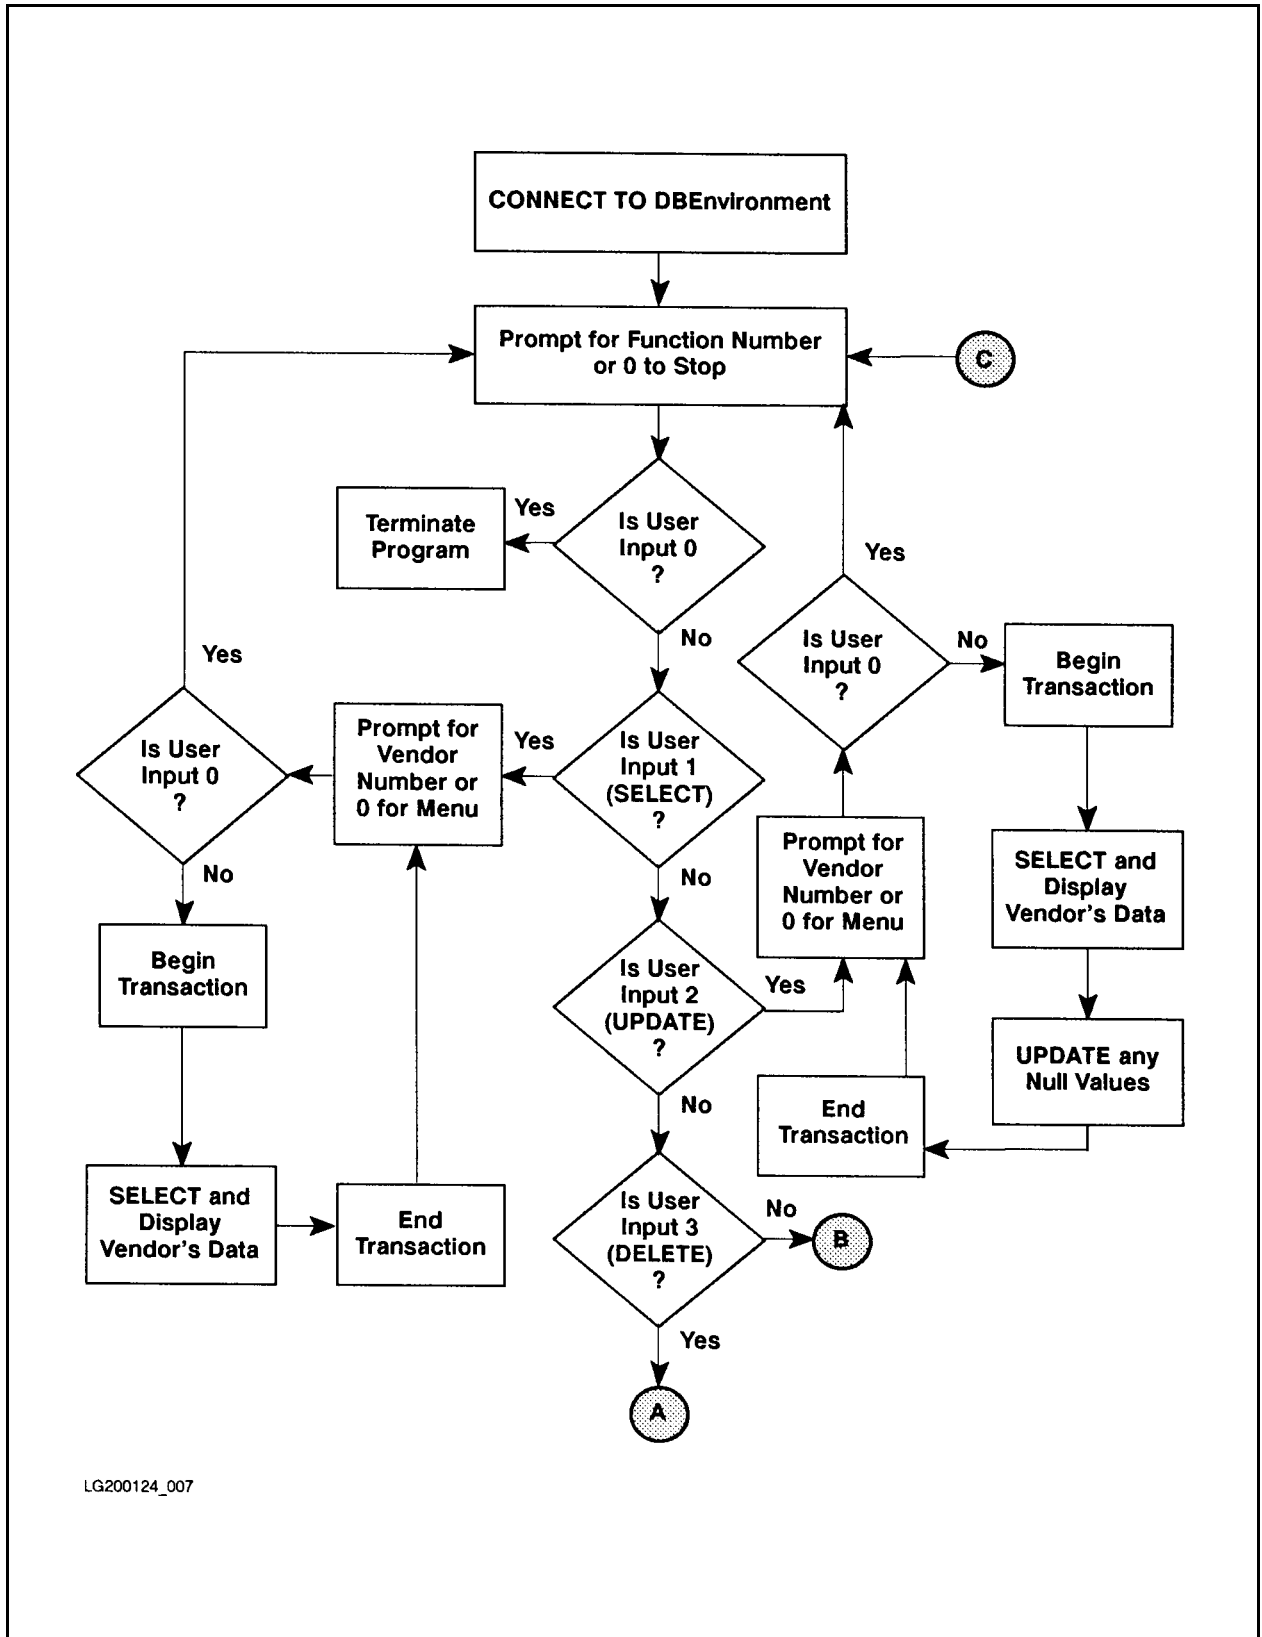 CONNECT TO DBEnvironment
Prompt for Function Number
or 0 to Stop
C
Is User
Input 0
?
Yes
Terminate
Program
No
Is User
Input 1
(SELECT)
?
Yes
Prompt for
Vendor
Number or
0 for Menu
Is User
Input 0
?
Yes
No
Begin
Transaction
SELECT and
Display
Vendor's Data
End
Transaction
No
Is User
Input 2
(UPDATE)
?
Yes
Prompt for
Vendor
Number or
0 for Menu
Is User
Input 0
?
Yes
No
Begin
Transaction
SELECT and
Display
Vendor's Data
UPDATE any
Null Values
End
Transaction
No
Is User
Input 3
(DELETE)
?
No
B
Yes
A
LG200124_007